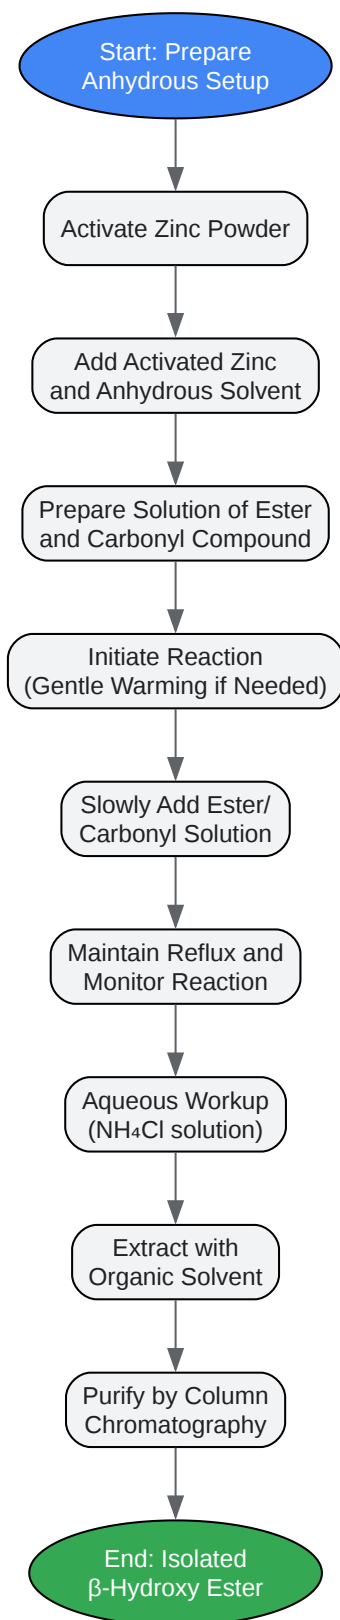 Start: Prepare
Anhydrous Setup
Activate Zinc Powder
Add Activated Zinc
and Anhydrous Solvent
Prepare Solution of Ester
and Carbonyl Compound
Initiate Reaction
(Gentle Warming if Needed)
Slowly Add Ester/
Carbonyl Solution
Maintain Reflux and
Monitor Reaction
Aqueous Workup
(NH₄Cl solution)
Extract with
Organic Solvent
Purify by Column
Chromatography
End: Isolated
β-Hydroxy Ester